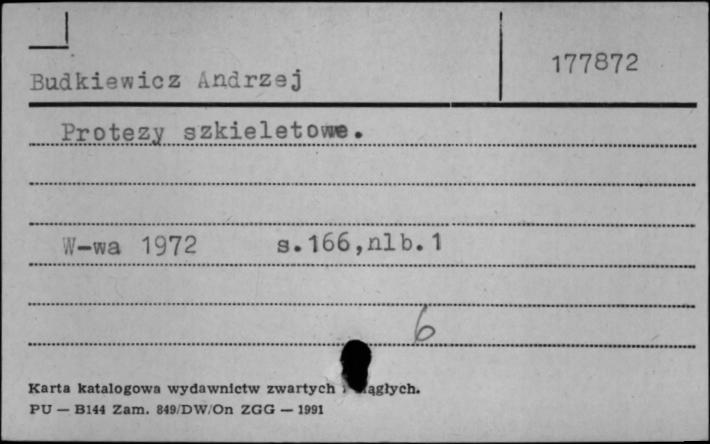 177872
Budkiewicz Andrzej
Protezy szkieletowe.
W-wa 1972 s.166,nlb.1
6
Karta katalogowa wydawnictw zwartych
PU — B144 Zam. 849/DW/On ZGG — 1991